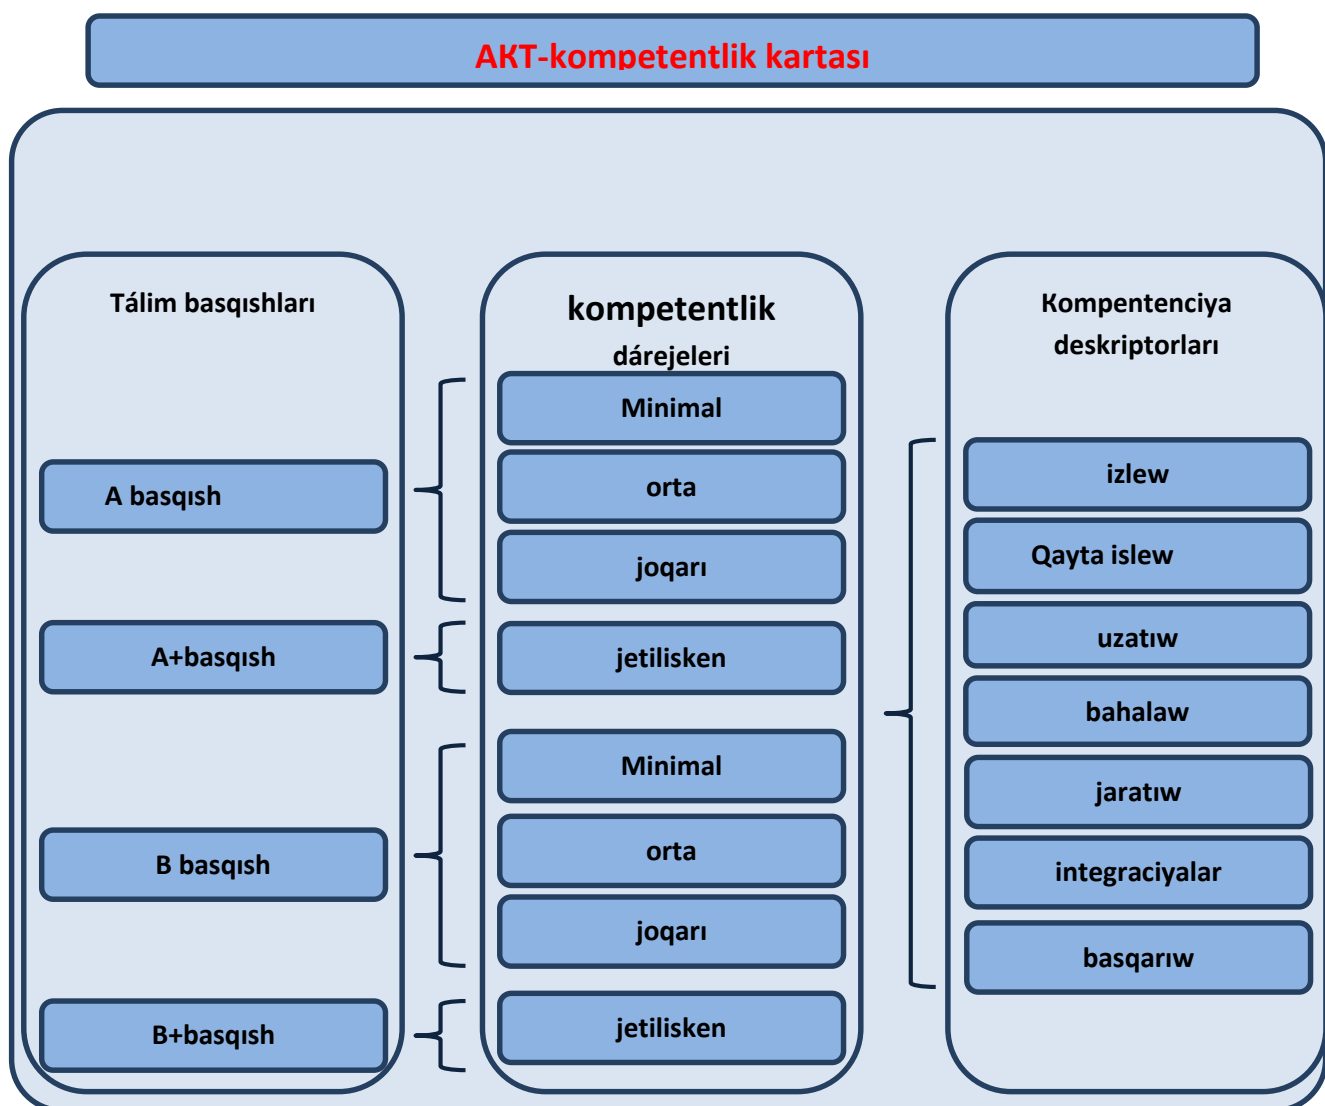 АКТ-kompetentlik kartası
Tálim basqıshları
A basqısh
A+basqısh
B basqısh
B+basqısh
kompetentlik
dárejeleri
Minimal
orta
joqarı
jetilisken
Minimal
orta
joqarı
jetilisken
Kompentenciya
deskriptorları
izlew
Qayta islew
uzatıw
bahalaw
jaratıw
integraciyalar
basqarıw